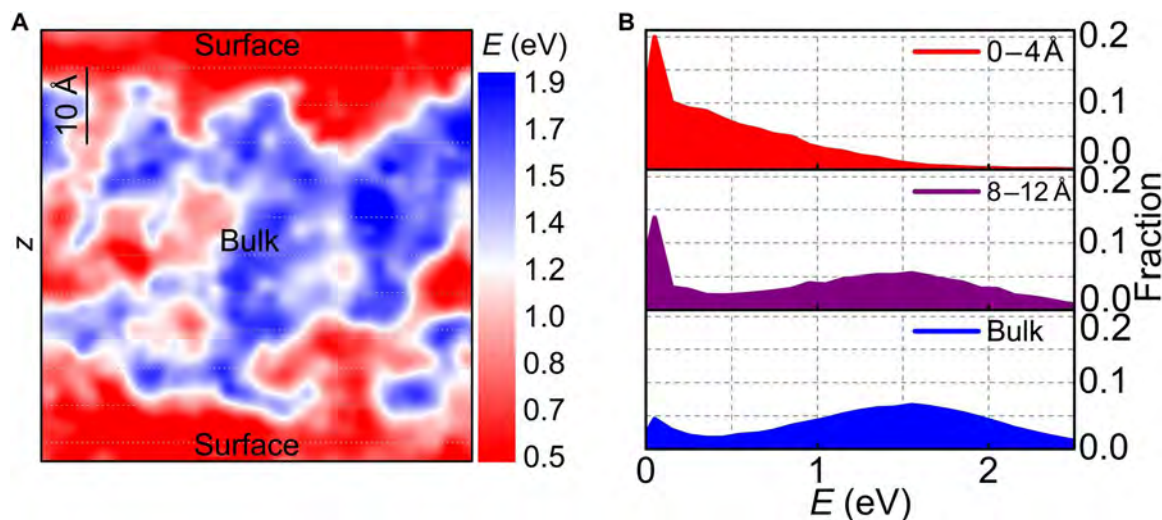 A
Surface
10 Å
z
Bulk
Surface
E (eV)
1.9
1.7
1.5
1.4
1.2
1.0
0.8
0.7
0.5
B
0–4 Å
0.2
0.1
0.0
8–12 Å
0.2
0.1
0.0
Bulk
0.2
0.1
0.0
Fraction
0
1
2
E (eV)